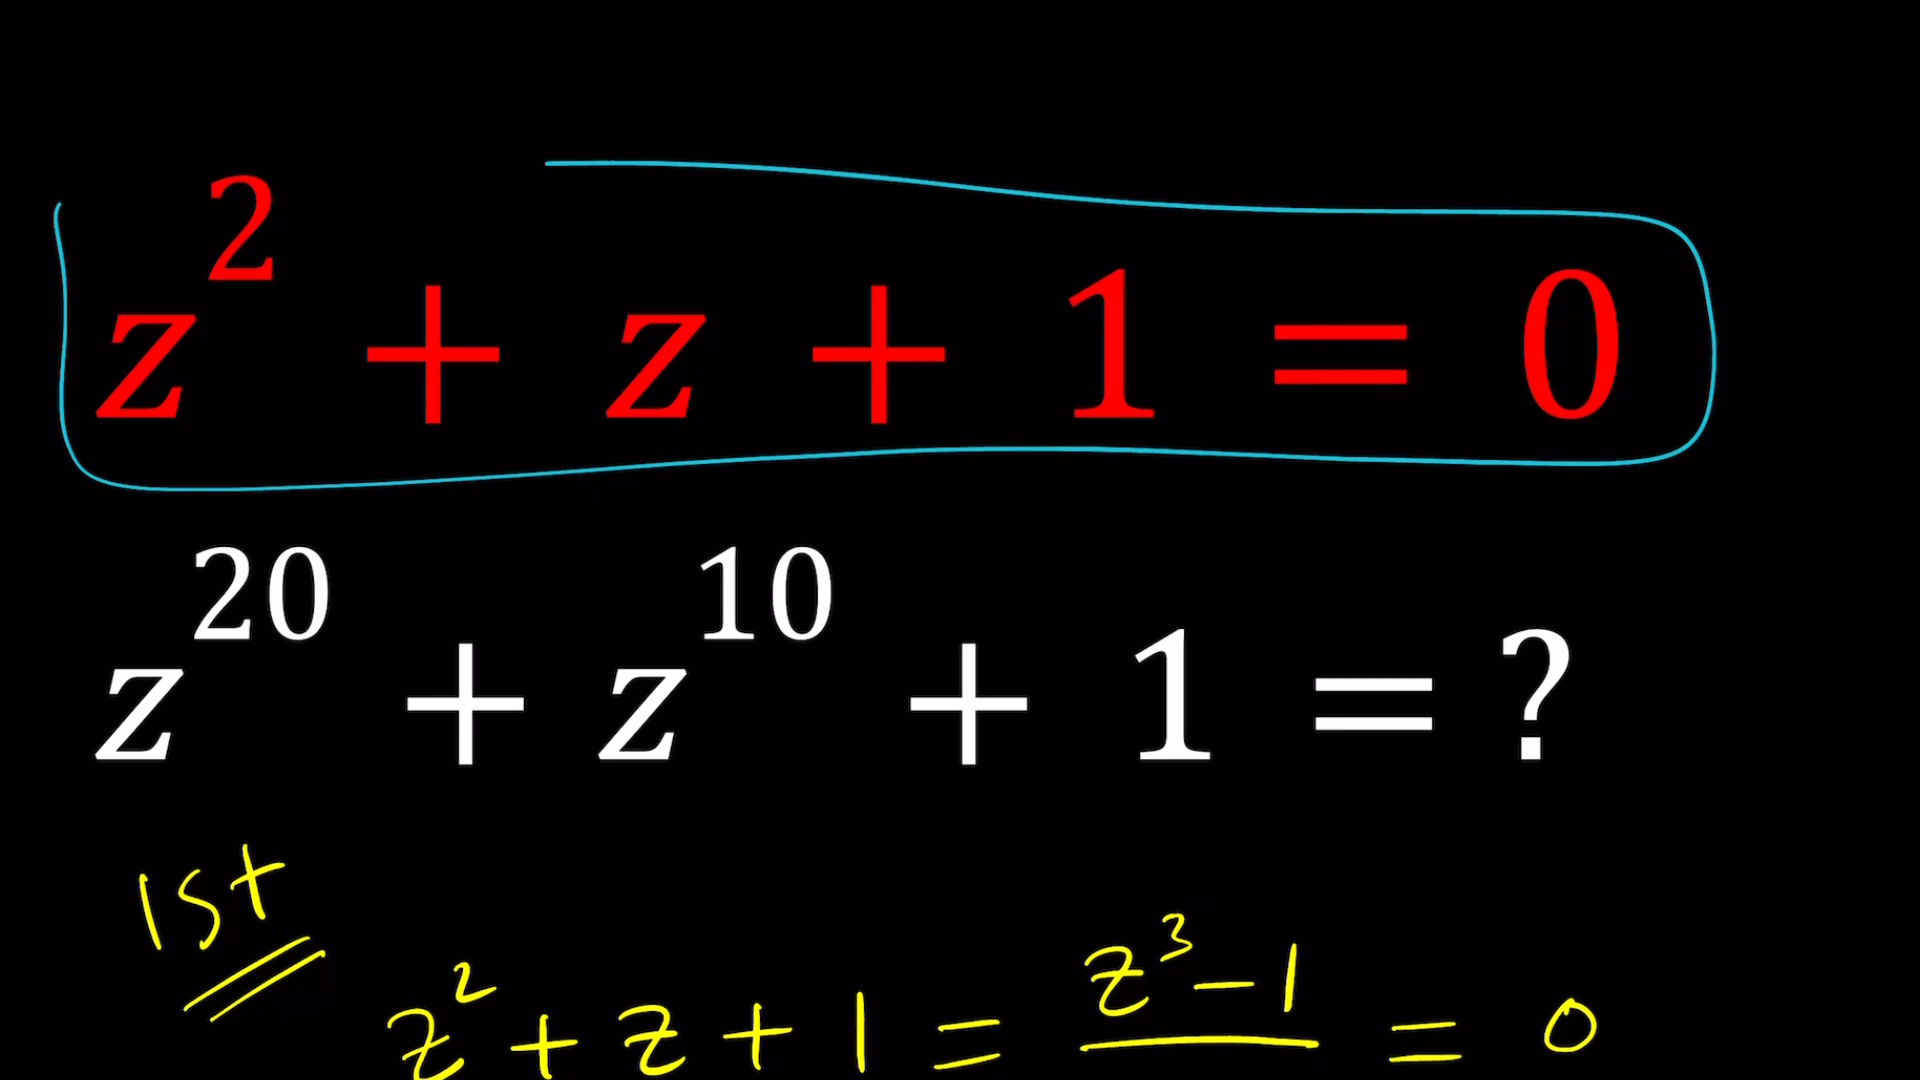 z² + z + 1 = 0
z²⁰ + z¹⁰ + 1 = ?
1st
z² + z + 1 = z³ - 1 = 0